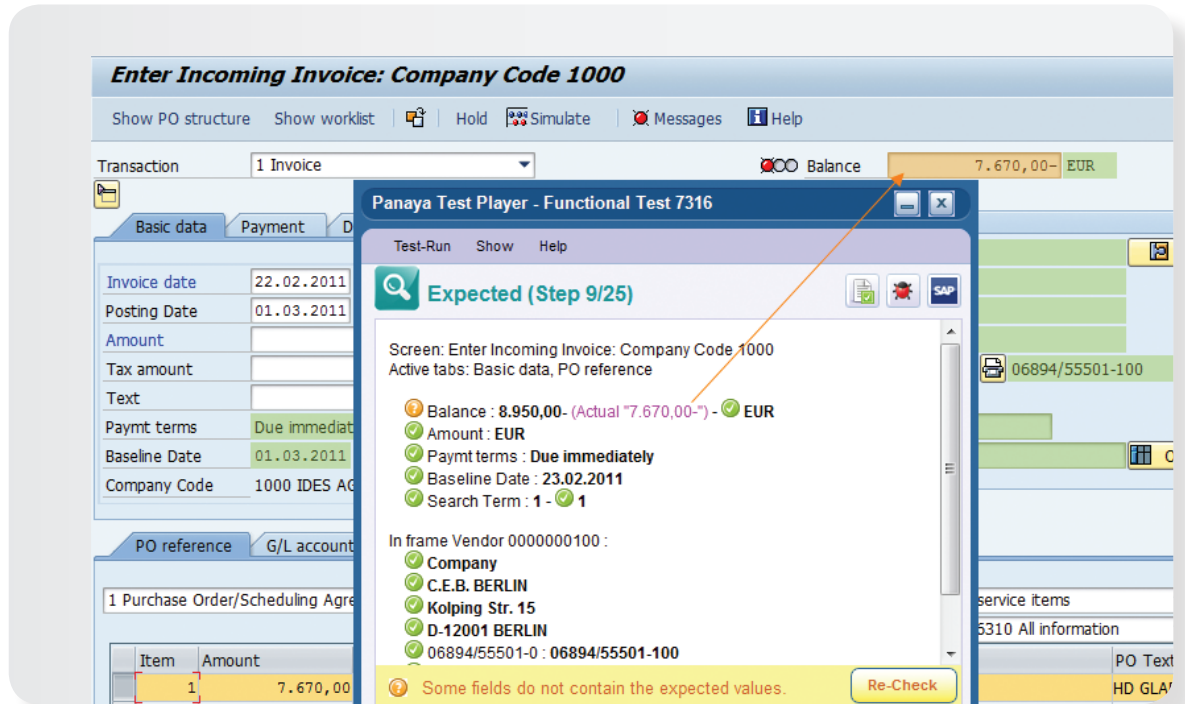 Enter Incoming Invoice: Company Code 1000
Show PO structure Show worklist Hold Simulate Messages Help
Transaction 1 Invoice Balance 7.670,00- EUR
Basic data Payment
Invoice date 22.02.2011
Posting Date 01.03.2011
Amount
Tax amount
Text
Paymt terms Due immediat
Baseline Date 01.03.2011
Company Code 1000 IDES AG
06894/55501-100
PO reference G/L account
1 Purchase Order/Scheduling Agre
service items
6310 All information
Item Amount PO Text
1 7.670,00 HD GLA
Panaya Test Player - Functional Test 7316
Test-Run Show Help
Expected (Step 9/25)
SAP
Screen: Enter Incoming Invoice: Company Code 1000
Active tabs: Basic data, PO reference
Balance : 8.950,00- (Actual "7.670,00-") - EUR
Amount : EUR
Paymt terms : Due immediately
Baseline Date : 23.02.2011
Search Term : 1 - 1
In frame Vendor 0000000100 :
Company
C.E.B. BERLIN
Kolping Str. 15
D-12001 BERLIN
06894/55501-0 : 06894/55501-100
Some fields do not contain the expected values. Re-Check